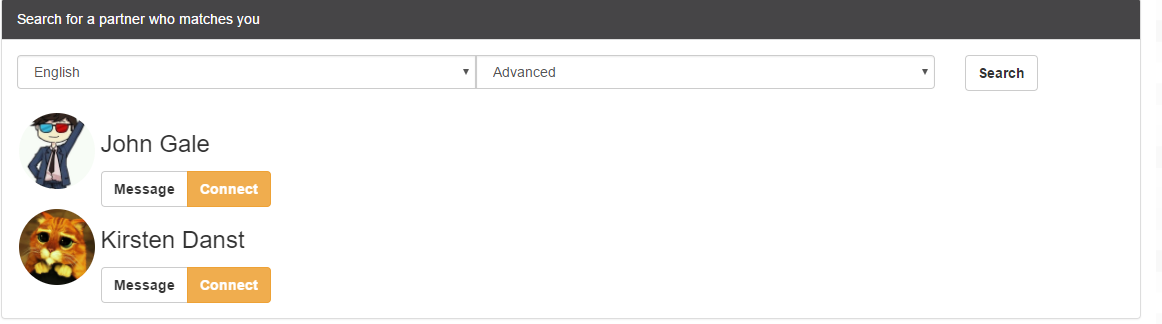 Search for a partner who matches you
English Advanced Search
John Gale
Message Connect
Kirsten Danst
Message Connect